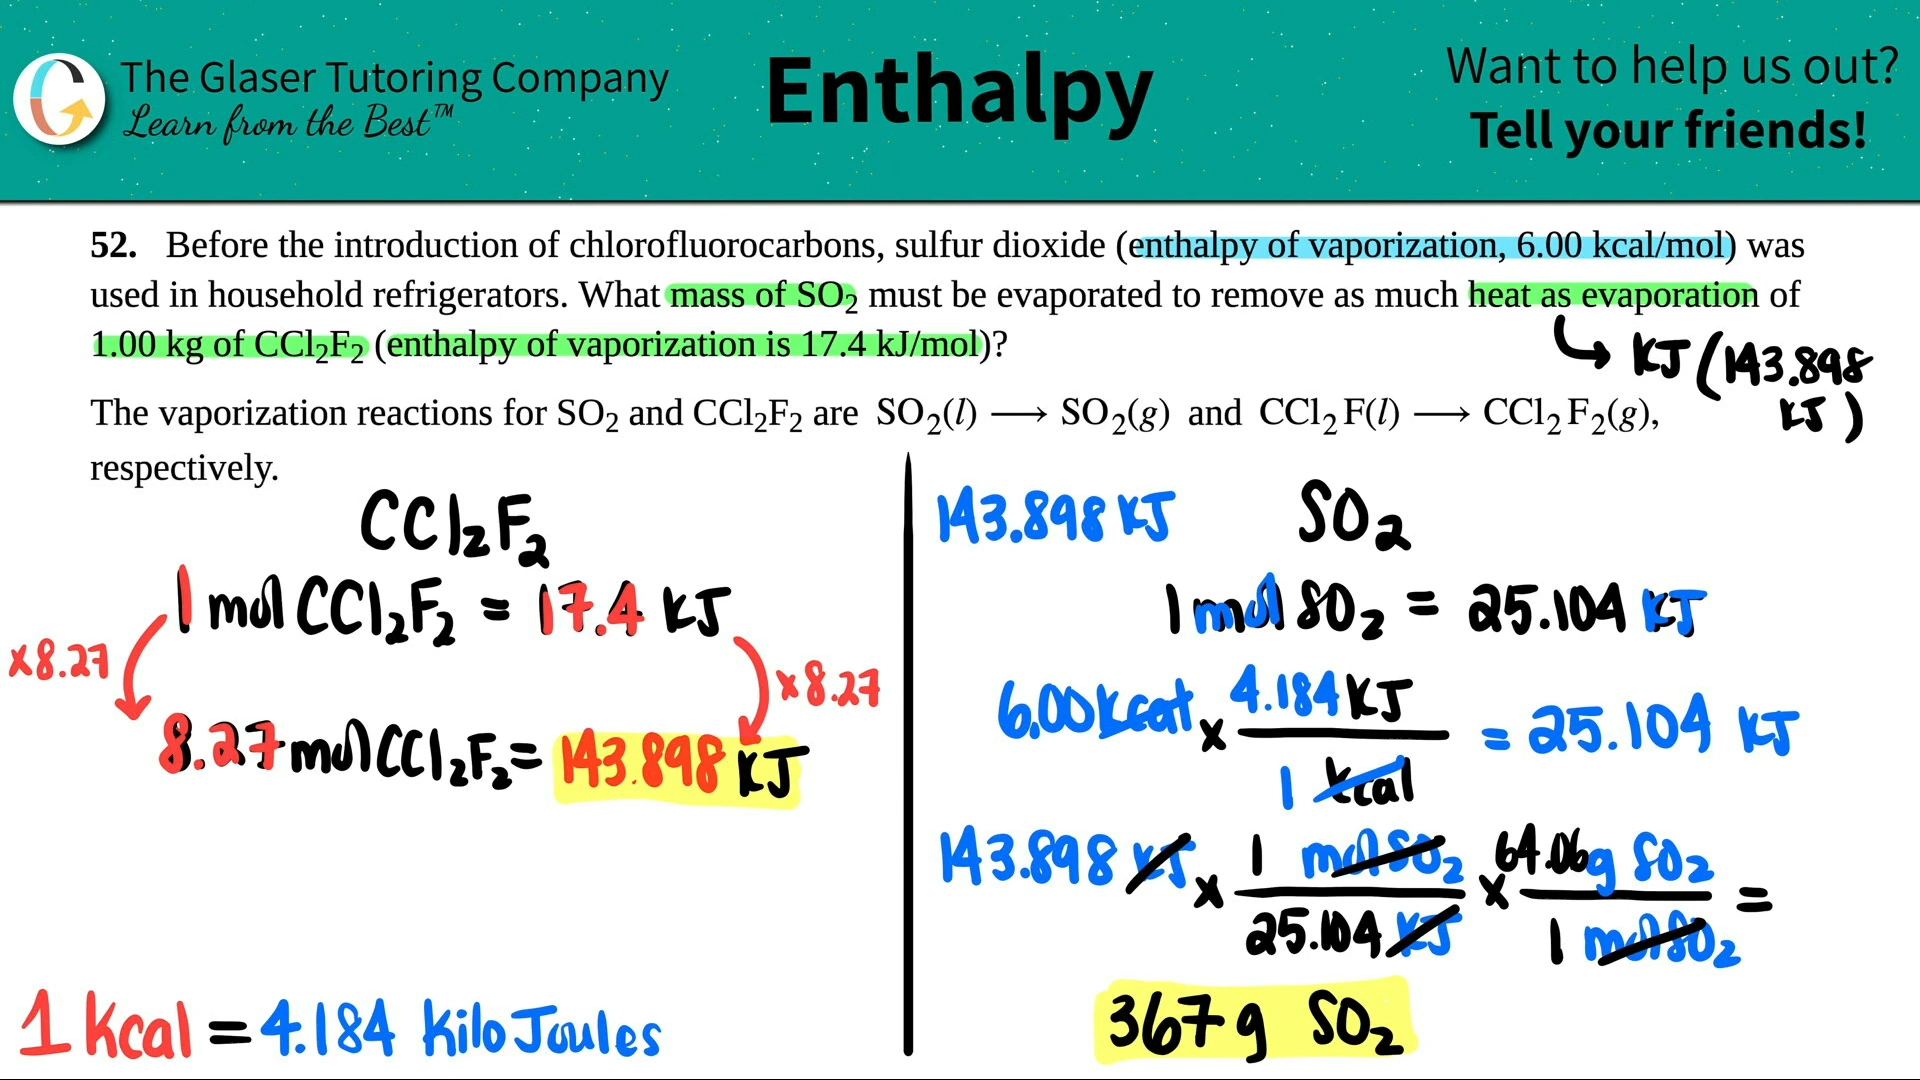 The Glaser Tutoring Company
Learn from the Best™
Enthalpy
Want to help us out?
Tell your friends!
52. Before the introduction of chlorofluorocarbons, sulfur dioxide (enthalpy of vaporization, 6.00 kcal/mol) was
used in household refrigerators. What mass of SO₂ must be evaporated to remove as much heat as evaporation of
1.00 kg of CCl₂F₂ (enthalpy of vaporization is 17.4 kJ/mol)?
KJ (143.898
KJ)
The vaporization reactions for SO₂ and CCl₂F₂ are SO₂(l) ⟶ SO₂(g) and CCl₂F(l) ⟶ CCl₂F₂(g),
respectively.
CCl₂F₂
1 mol CCl₂F₂ = 17.4 KJ
x8.27
x8.27
8.27 mol CCl₂F₂ = 143.898 KJ
1 Kcal = 4.184 KiloJoules
143.898 KJ
SO₂
1 mol SO₂ = 25.104 KJ
6.00 Kcal x 4.184 KJ / 1 Kcal = 25.104 KJ
143.898 KJ x 1 mol SO₂ / 25.104 KJ x 64.06 g SO₂ / 1 mol SO₂ =
367 g SO₂